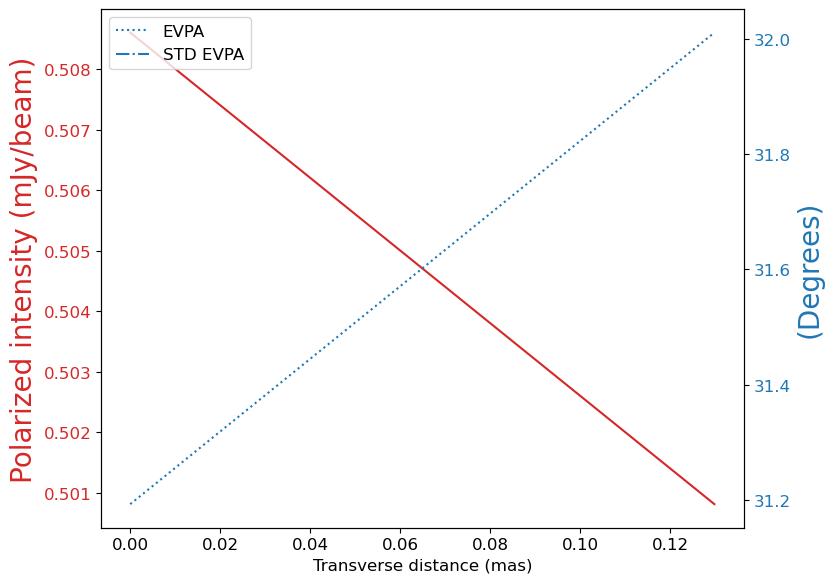 EVPA
STD EVPA
Polarized intensity (mJy/beam)
0.508
0.507
0.506
0.505
0.504
0.503
0.502
0.501
32.0
31.8
31.6
31.4
31.2
(Degrees)
0.00 0.02 0.04 0.06 0.08 0.10 0.12
Transverse distance (mas)